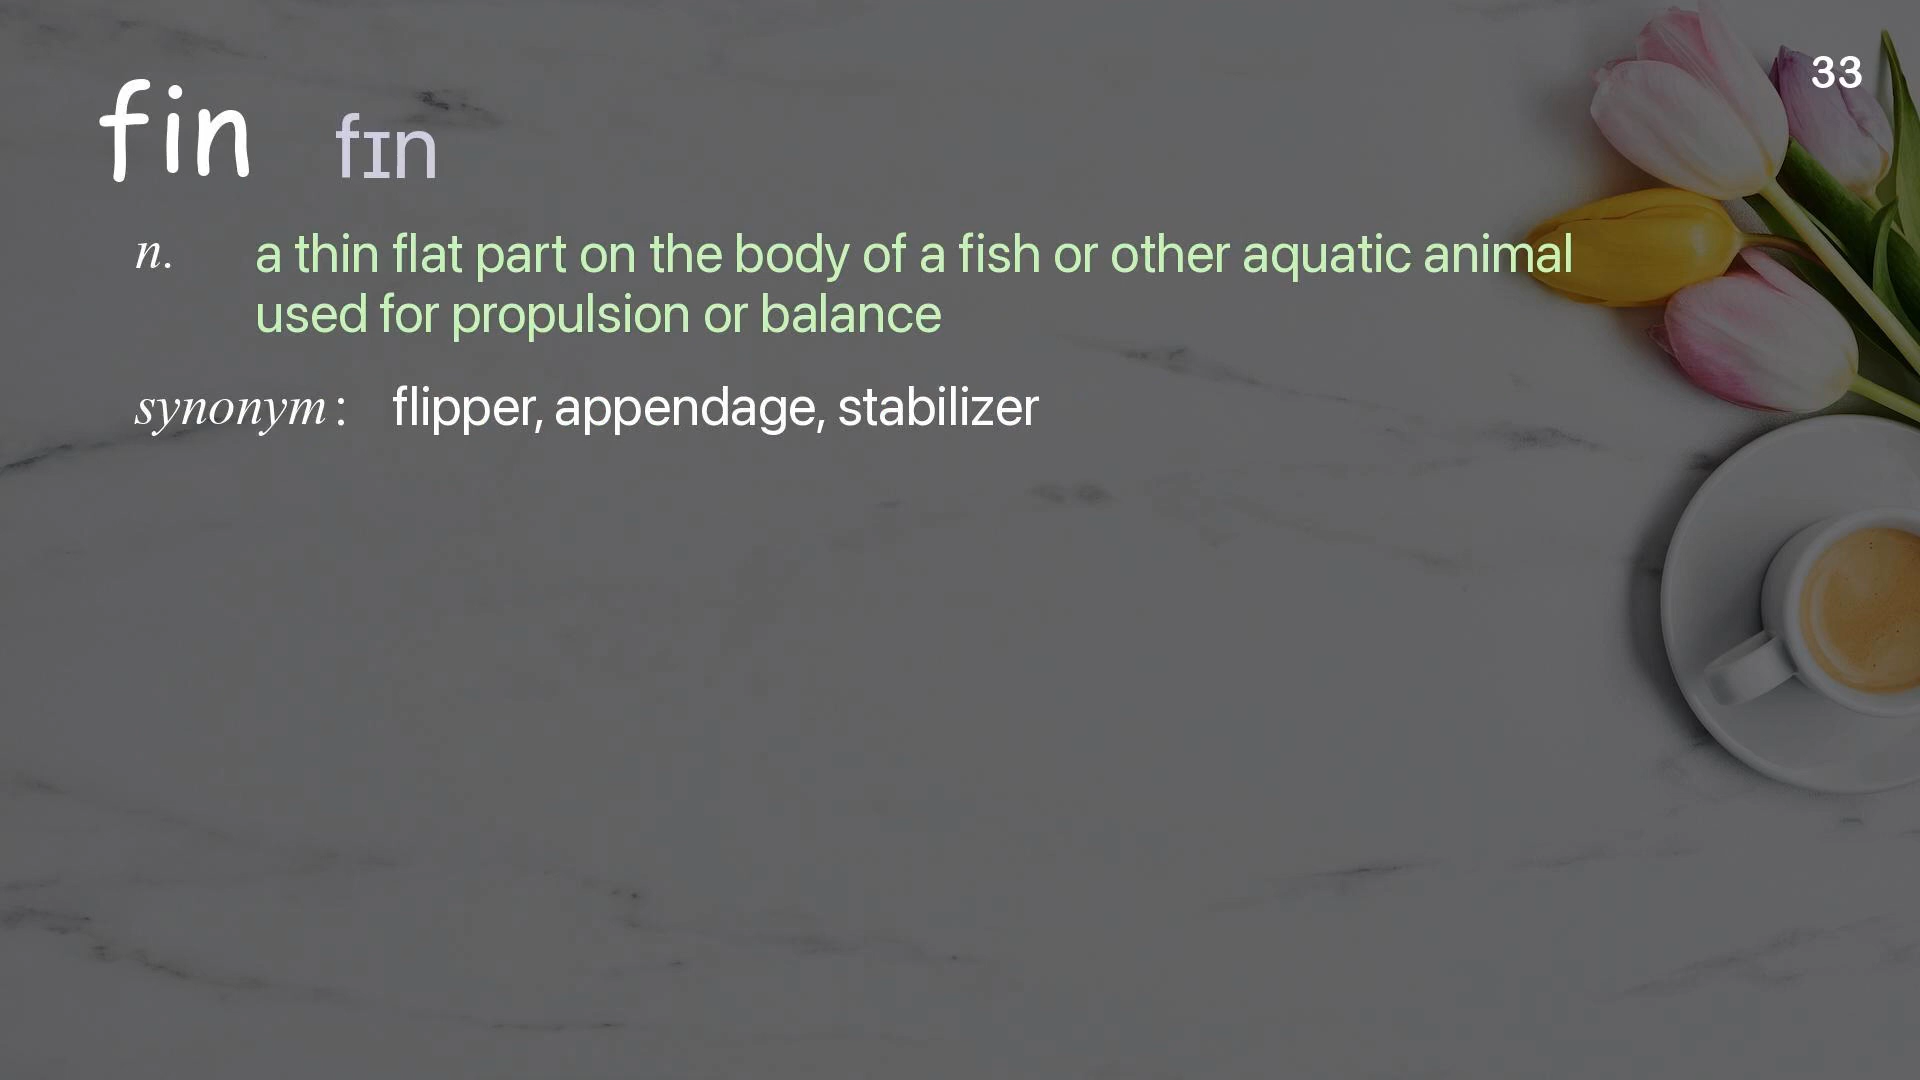 33
fin fɪn
n. a thin flat part on the body of a fish or other aquatic animal
used for propulsion or balance
synonym : flipper, appendage, stabilizer